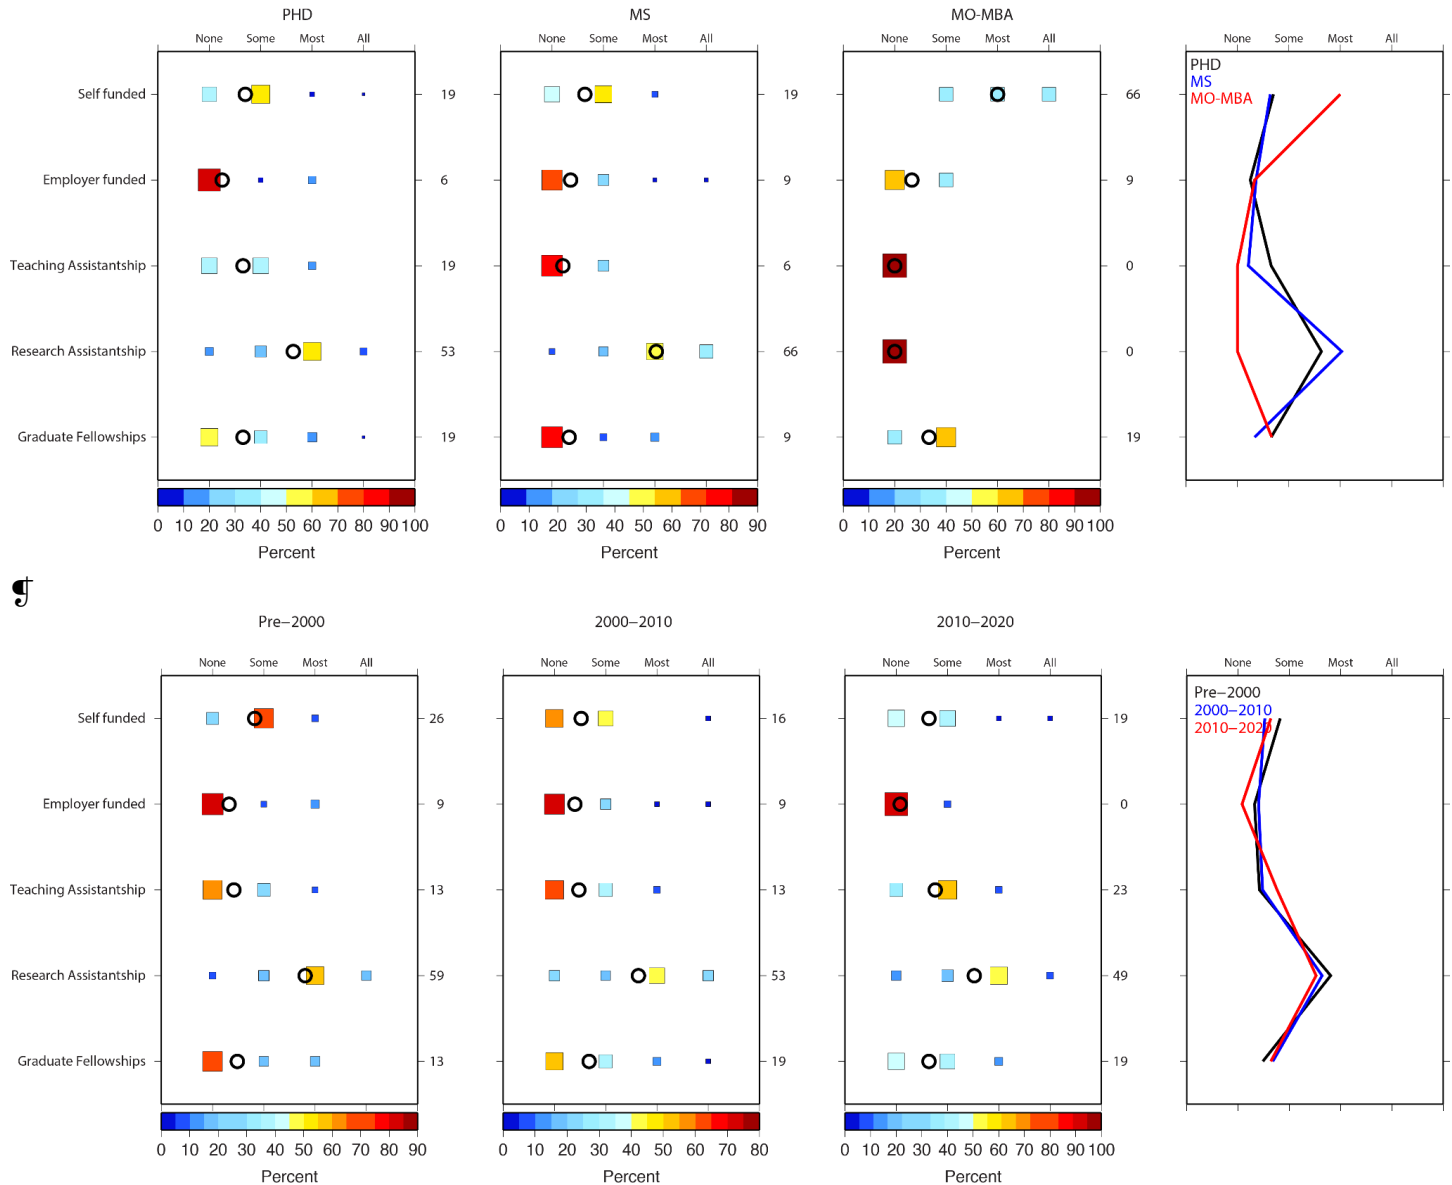 PHD MS MO-MBA
None Some Most All None Some Most All None Some Most All None Some Most All
PHD
MS
MO-MBA
Self funded 19 19 66
Employer funded 6 9 9
Teaching Assistantship 19 6 0
Research Assistantship 53 66 0
Graduate Fellowships 19 9 19
0 10 20 30 40 50 60 70 80 90 100 0 10 20 30 40 50 60 70 80 90 0 10 20 30 40 50 60 70 80 90 100
Percent Percent Percent
¶
Pre−2000 2000−2010 2010−2020
None Some Most All None Some Most All None Some Most All None Some Most All
Pre−2000
2000−2010
2010−2020
Self funded 26 16 19
Employer funded 9 9 0
Teaching Assistantship 13 13 23
Research Assistantship 59 53 49
Graduate Fellowships 13 19 19
0 10 20 30 40 50 60 70 80 90 0 10 20 30 40 50 60 70 80 0 10 20 30 40 50 60 70 80 90 100
Percent Percent Percent